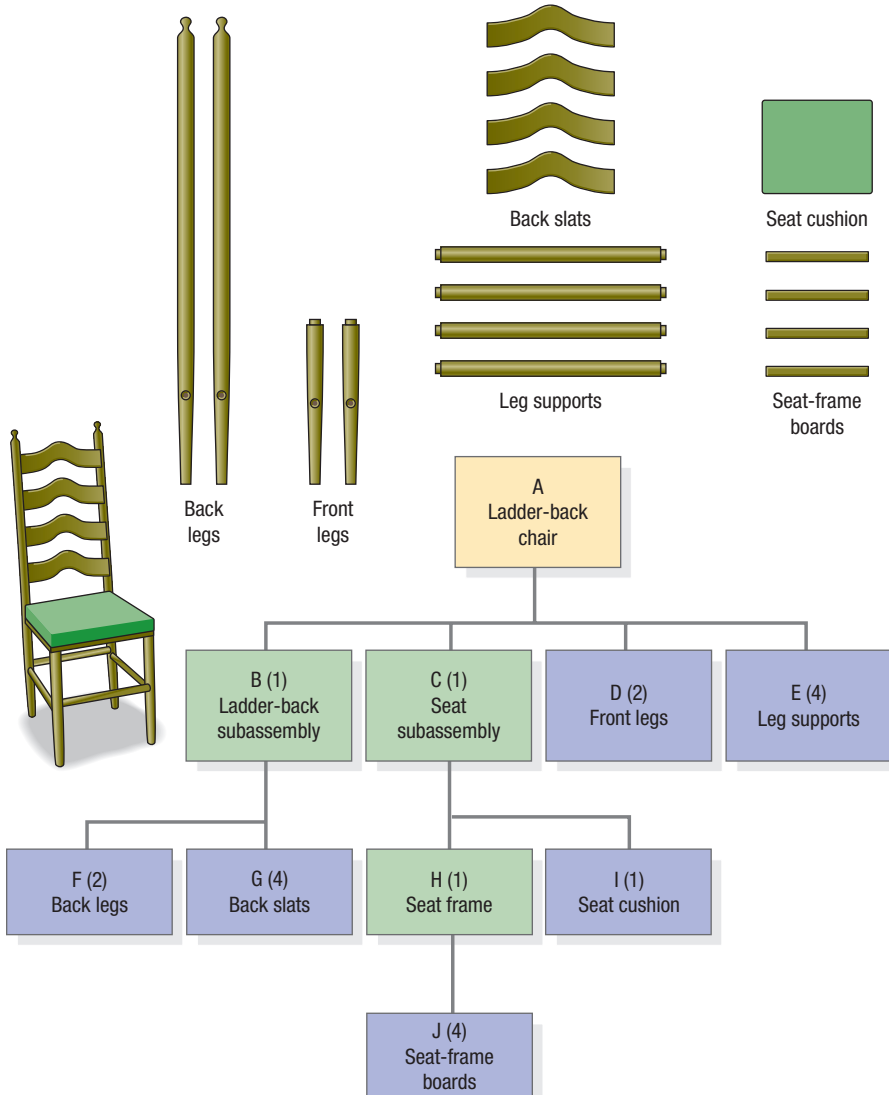 Back slats
Seat cushion
Leg supports
Seat-frame
boards
Back
legs
Front
legs
A
Ladder-back
chair
B (1)
Ladder-back
subassembly
C (1)
Seat
subassembly
D (2)
Front legs
E (4)
Leg supports
F (2)
Back legs
G (4)
Back slats
H (1)
Seat frame
I (1)
Seat cushion
J (4)
Seat-frame
boards